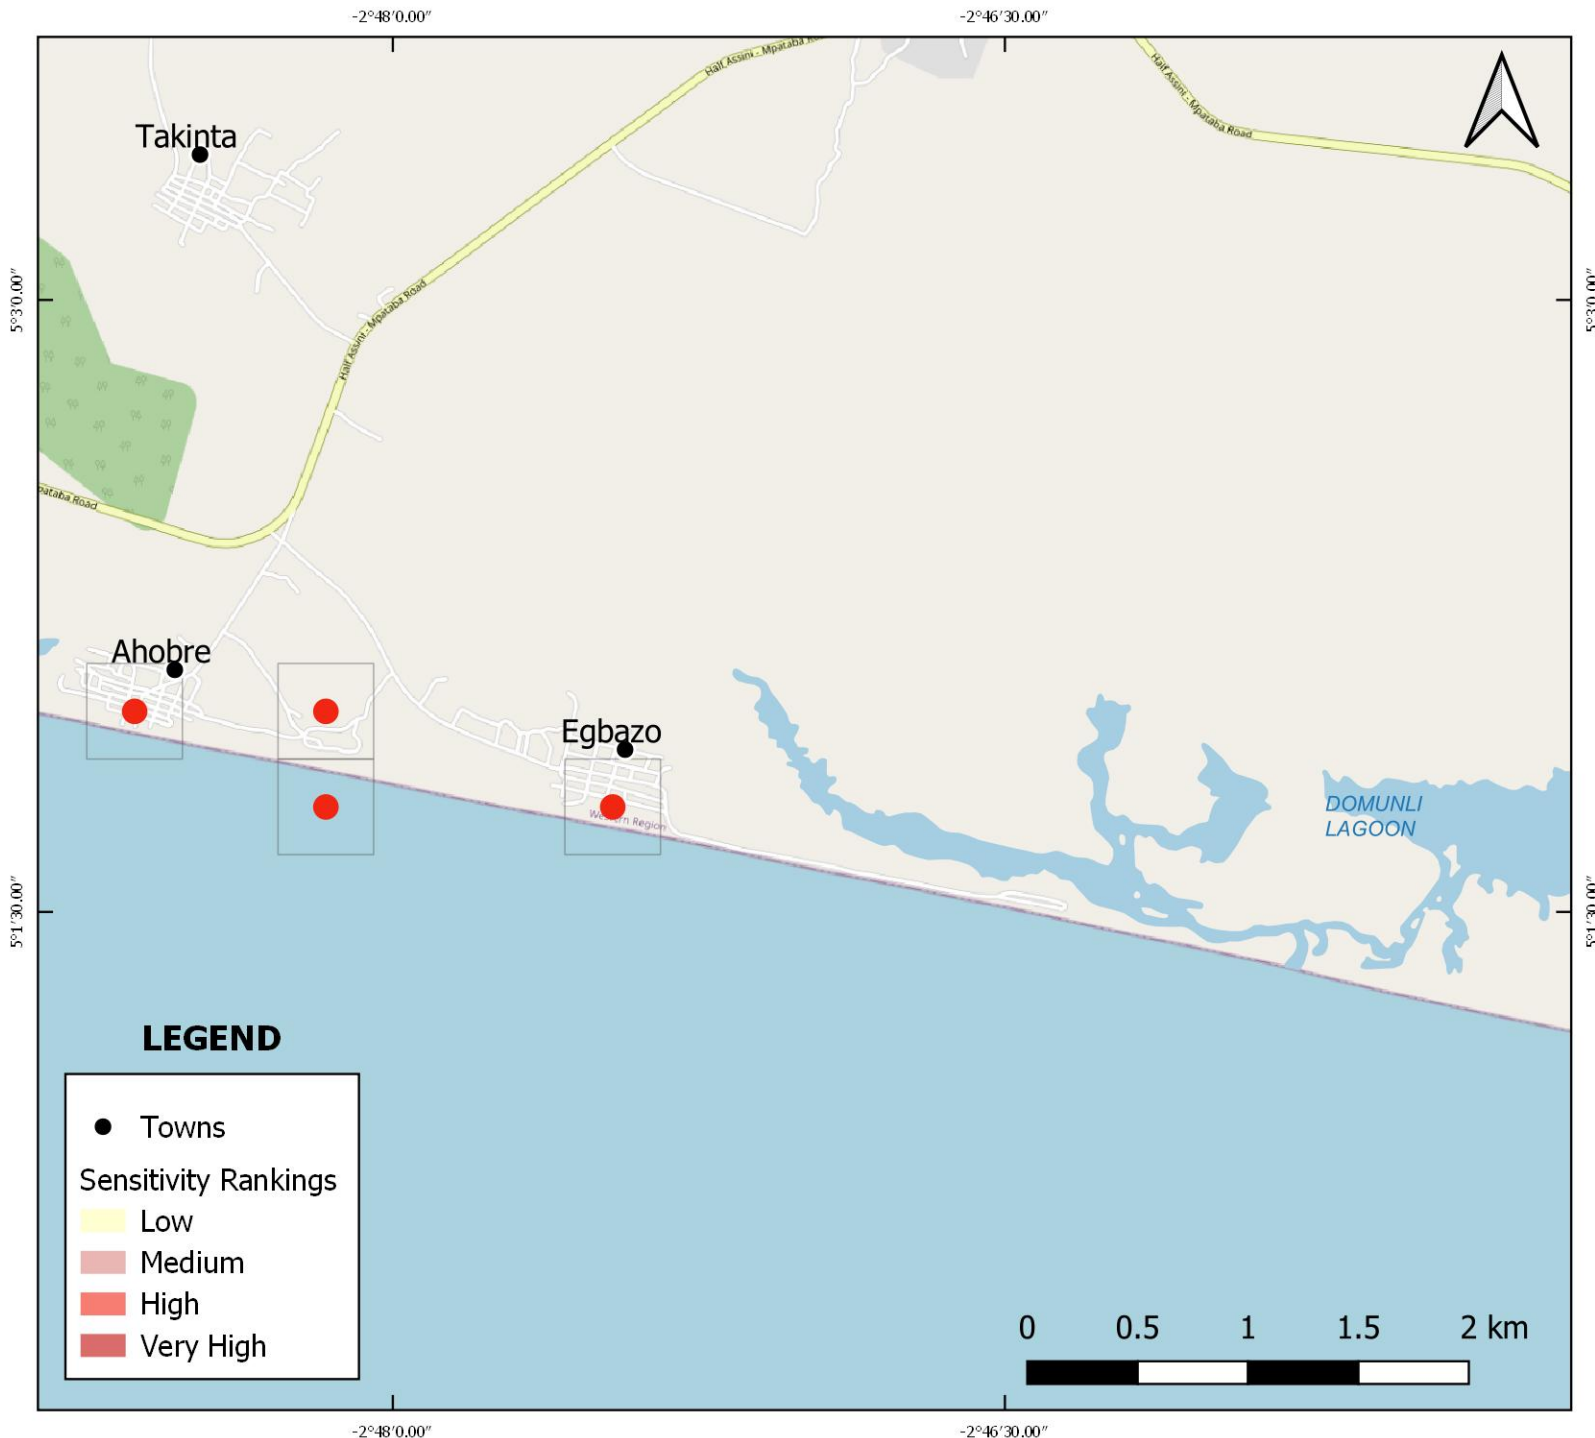 -2°48′0.00″
-2°46′30.00″
Half Assini - Mpataba
Half Assini - Mpataba Road
Takinta
5°3′0.00″
5°3′0.00″
Half Assini - Mpataba Road
Road
Ahobre
Egbazo
Western Region
DOMUNLI
LAGOON
5°1′30.00″
5°1′30.00″
LEGEND
Towns
Sensitivity Rankings
Low
Medium
High
Very High
0 0.5 1 1.5 2 km
-2°48′0.00″
-2°46′30.00″